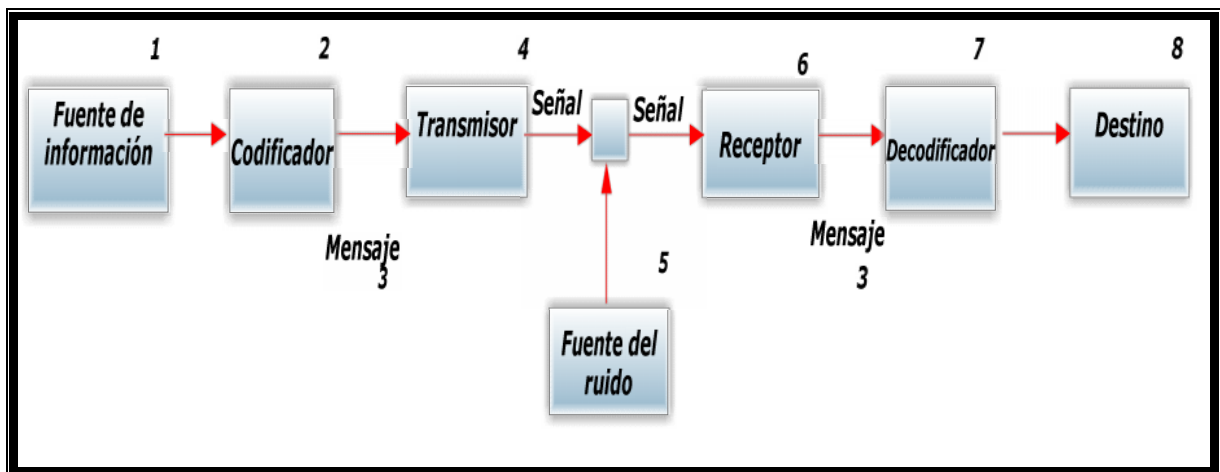 1
2
4
6
7
8
Fuente de
información
Codificador
Transmisor
Señal
Señal
Receptor
Decodificador
Destino
Mensaje
3
5
Mensaje
3
Fuente del
ruido